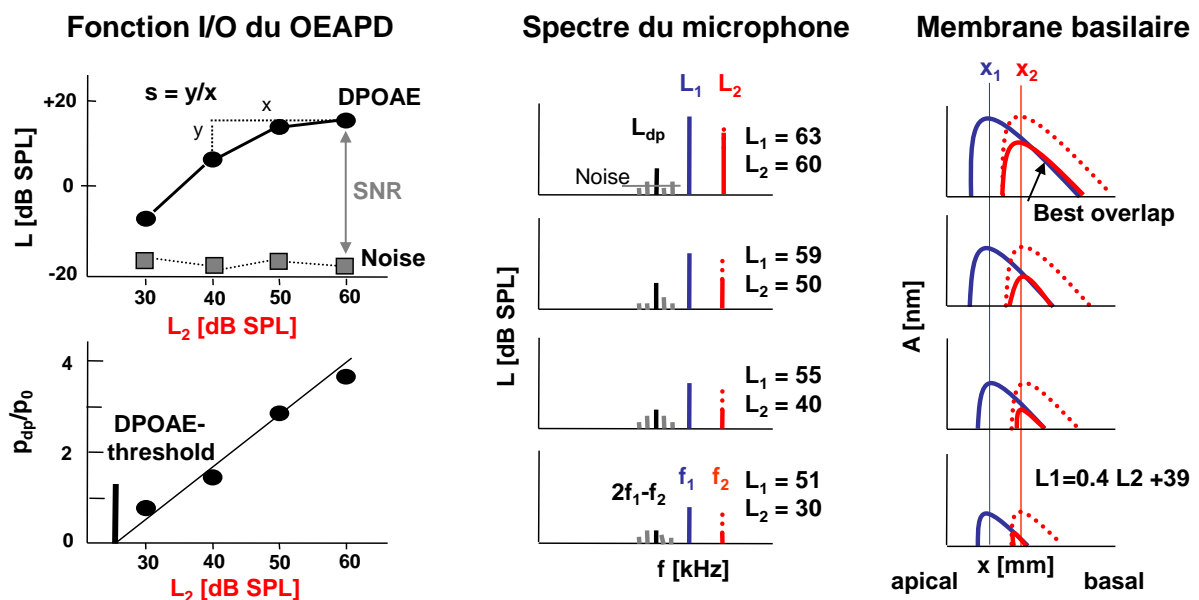 Fonction I/O du OEAPD
L [dB SPL]
+20
0
-20
s = y/x
x
y
DPOAE
SNR
Noise
30 40 50 60
L2 [dB SPL]
pdp/p0
4
2
0
DPOAE-
threshold
30 40 50 60
L2 [dB SPL]
Spectre du microphone
L [dB SPL]
L1 L2
Ldp
Noise
L1 = 63
L2 = 60
L1 = 59
L2 = 50
L1 = 55
L2 = 40
2f1-f2
f1 f2
L1 = 51
L2 = 30
f [kHz]
Membrane basilaire
x1 x2
Best overlap
A [nm]
L1=0.4 L2 +39
apical x [mm] basal